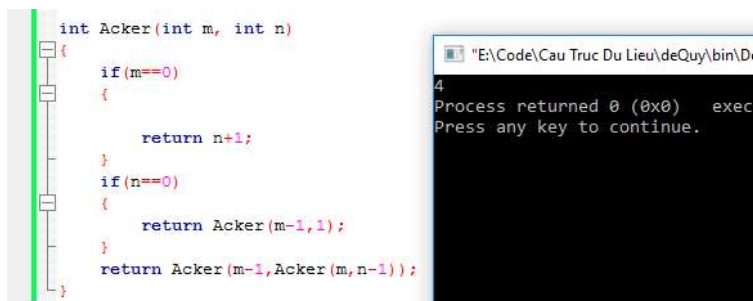 int Acker(int m, int n)
{
if(m==0)
{
return n+1;
}
if(n==0)
{
return Acker(m-1,1);
}
return Acker(m-1,Acker(m,n-1));
}
"E:\Code\Cau Truc Du Lieu\deQuy\bin\De
4
Process returned 0 (0x0) exec
Press any key to continue.